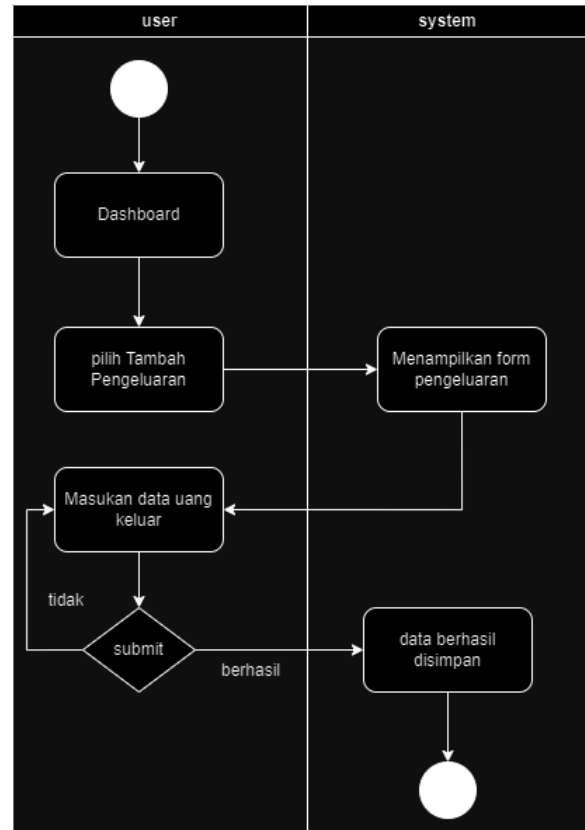 user
system
Dashboard
pilih Tambah
Pengeluaran
Menampilkan form
pengeluaran
Masukan data uang
keluar
tidak
submit
berhasil
data berhasil
disimpan